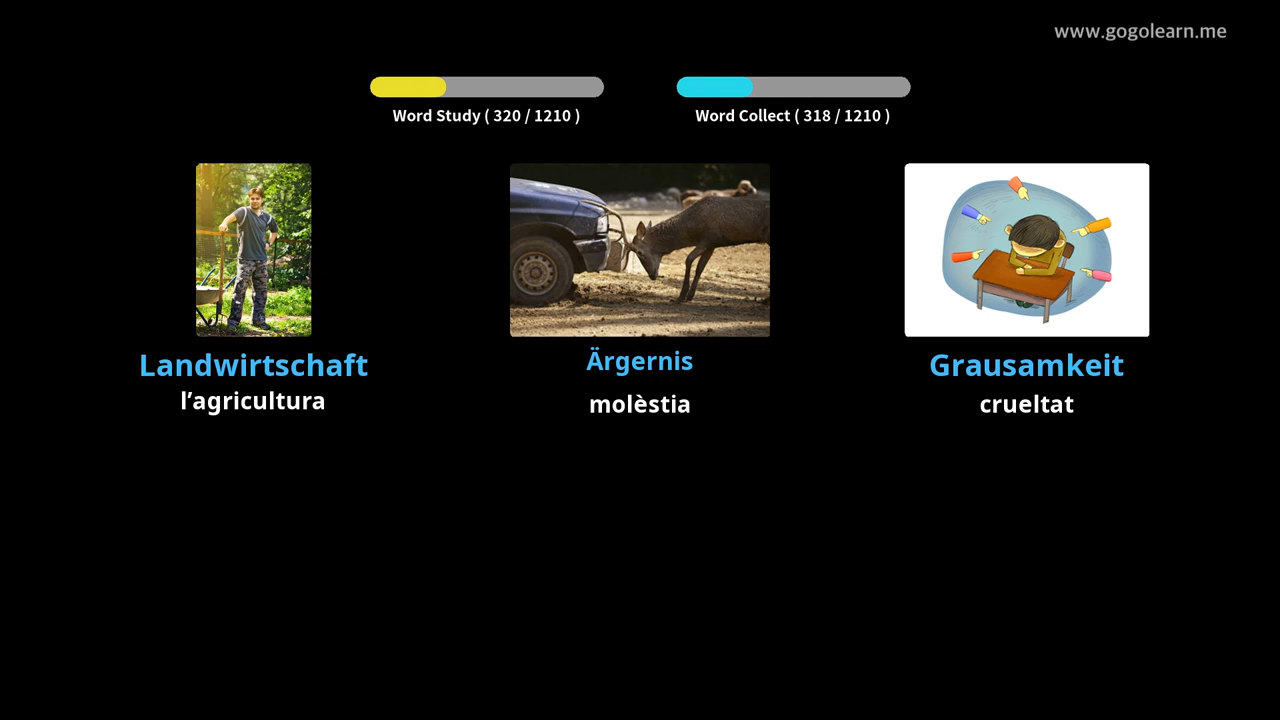 www.gogolearn.me
Word Study ( 320 / 1210 )
Word Collect ( 318 / 1210 )
Landwirtschaft
l’agricultura
Ärgernis
molèstia
Grausamkeit
crueltat